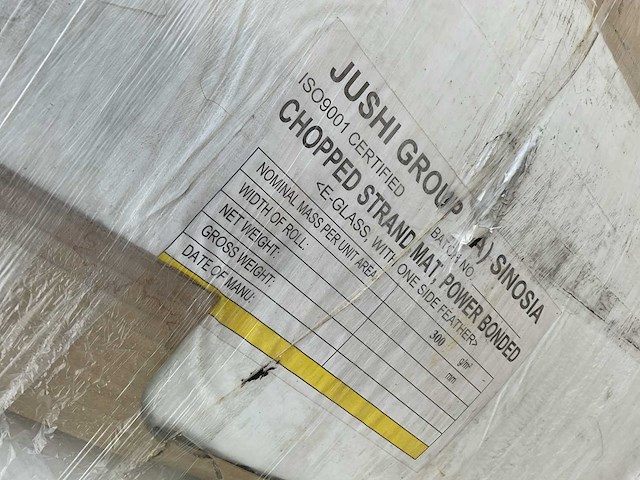 JUSHI GROUP A) SINOSIA
ISO9001 CERTIFIED
BATCH NO
CHOPPED STRAND MAT POWER BONDED
<E-GLASS, WITH ONE SIDE FEATHER>
NOMINAL MASS PER UNIT AREA: 300 g/m²
WIDTH OF ROLL: mm
NET WEIGHT:
GROSS WEIGHT:
DATE OF MANU: